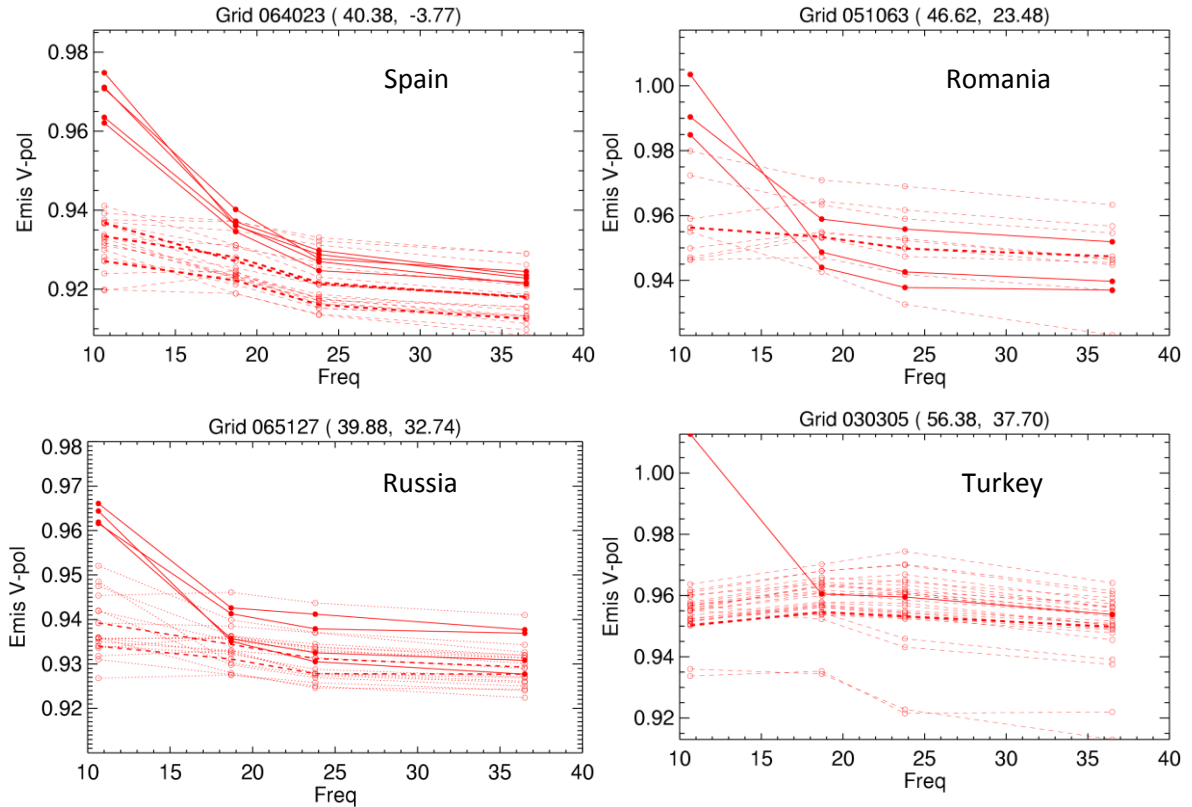 Grid 064023 ( 40.38, -3.77)
0.98
0.96
0.94
0.92
Emis V-pol
Spain
10 15 20 25 30 35 40
Freq
Grid 051063 ( 46.62, 23.48)
1.00
0.98
0.96
0.94
Emis V-pol
Romania
10 15 20 25 30 35 40
Freq
Grid 065127 ( 39.88, 32.74)
0.98
0.97
0.96
0.95
0.94
0.93
0.92
Emis V-pol
Russia
10 15 20 25 30 35 40
Freq
Grid 030305 ( 56.38, 37.70)
1.00
0.98
0.96
0.94
0.92
Emis V-pol
Turkey
10 15 20 25 30 35 40
Freq